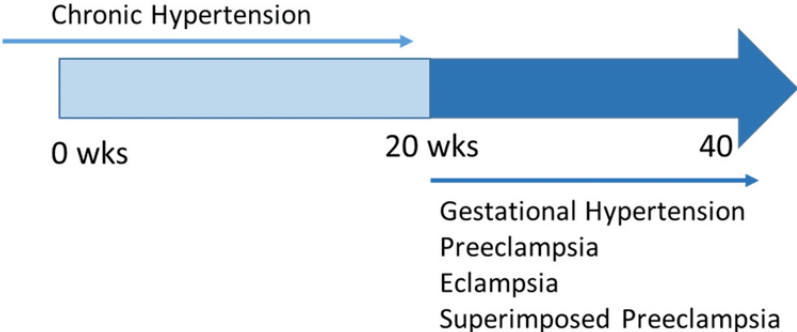 Chronic Hypertension
0 wks
20 wks
40
Gestational Hypertension
Preeclampsia
Eclampsia
Superimposed Preeclampsia